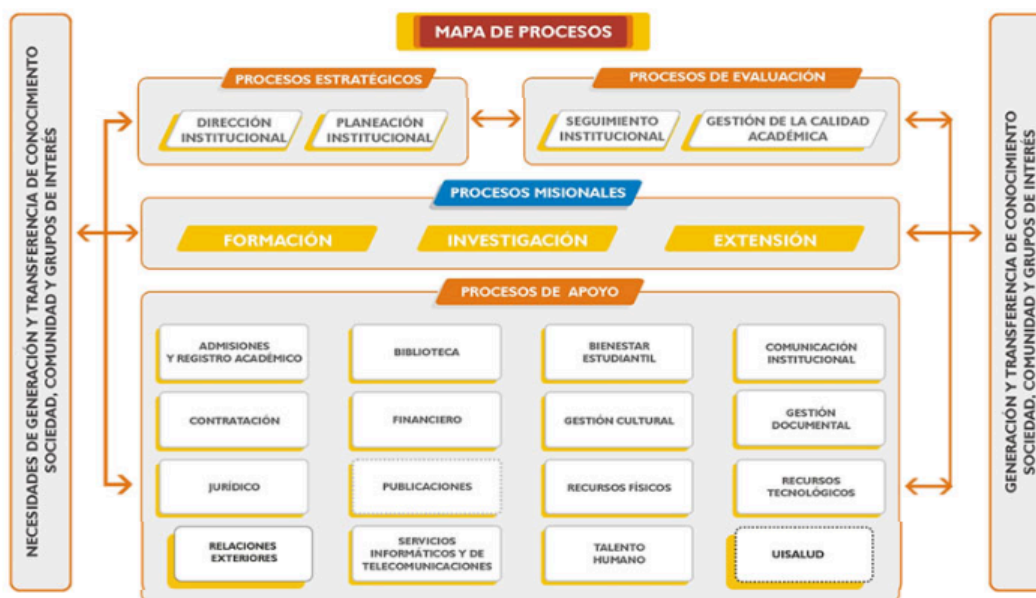 MAPA DE PROCESOS
NECESIDADES DE GENERACIÓN Y TRANSFERENCIA DE CONOCIMIENTO
SOCIEDAD, COMUNIDAD Y GRUPOS DE INTERÉS
PROCESOS ESTRATÉGICOS
DIRECCIÓN
INSTITUCIONAL
PLANEACIÓN
INSTITUCIONAL
PROCESOS DE EVALUACIÓN
SEGUIMIENTO
INSTITUCIONAL
GESTIÓN DE LA CALIDAD
ACADÉMICA
PROCESOS MISIONALES
FORMACIÓN
INVESTIGACIÓN
EXTENSIÓN
PROCESOS DE APOYO
ADMISIONES
Y REGISTRO ACADÉMICO
BIBLIOTECA
BIENESTAR
ESTUDIANTIL
COMUNICACIÓN
INSTITUCIONAL
CONTRATACIÓN
FINANCIERO
GESTIÓN CULTURAL
GESTIÓN
DOCUMENTAL
JURÍDICO
PUBLICACIONES
RECURSOS FÍSICOS
RECURSOS
TECNOLÓGICOS
RELACIONES
EXTERIORES
SERVICIOS
INFORMÁTICOS Y DE
TELECOMUNICACIONES
TALENTO
HUMANO
UISALUD
GENERACIÓN Y TRANSFERENCIA DE CONOCIMIENTO
SOCIEDAD, COMUNIDAD Y GRUPOS DE INTERÉS